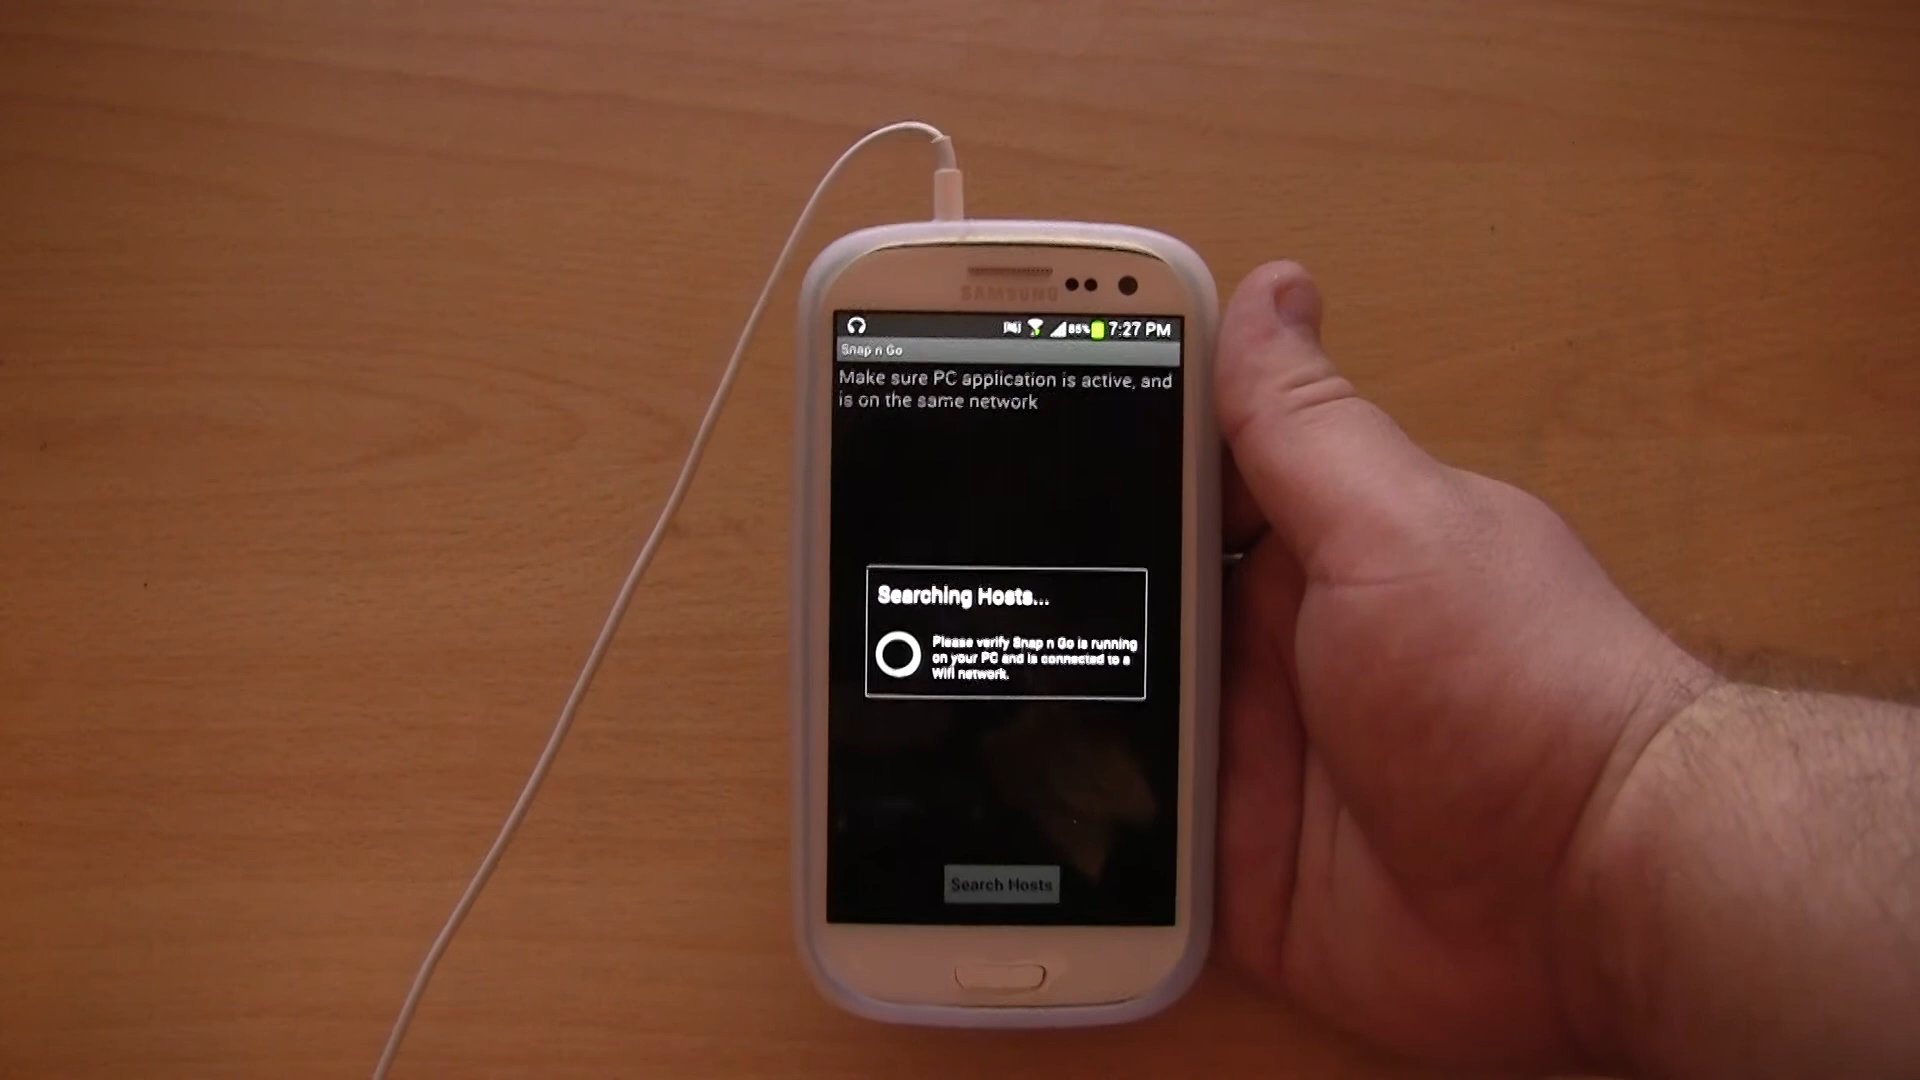 SAMSUNG
85% 7:27 PM
Snap n Go
Make sure PC application is active, and
is on the same network
Searching Hosts...
Please verify Snap n Go is running
on your PC and is connected to a
Wifi network.
Search Hosts